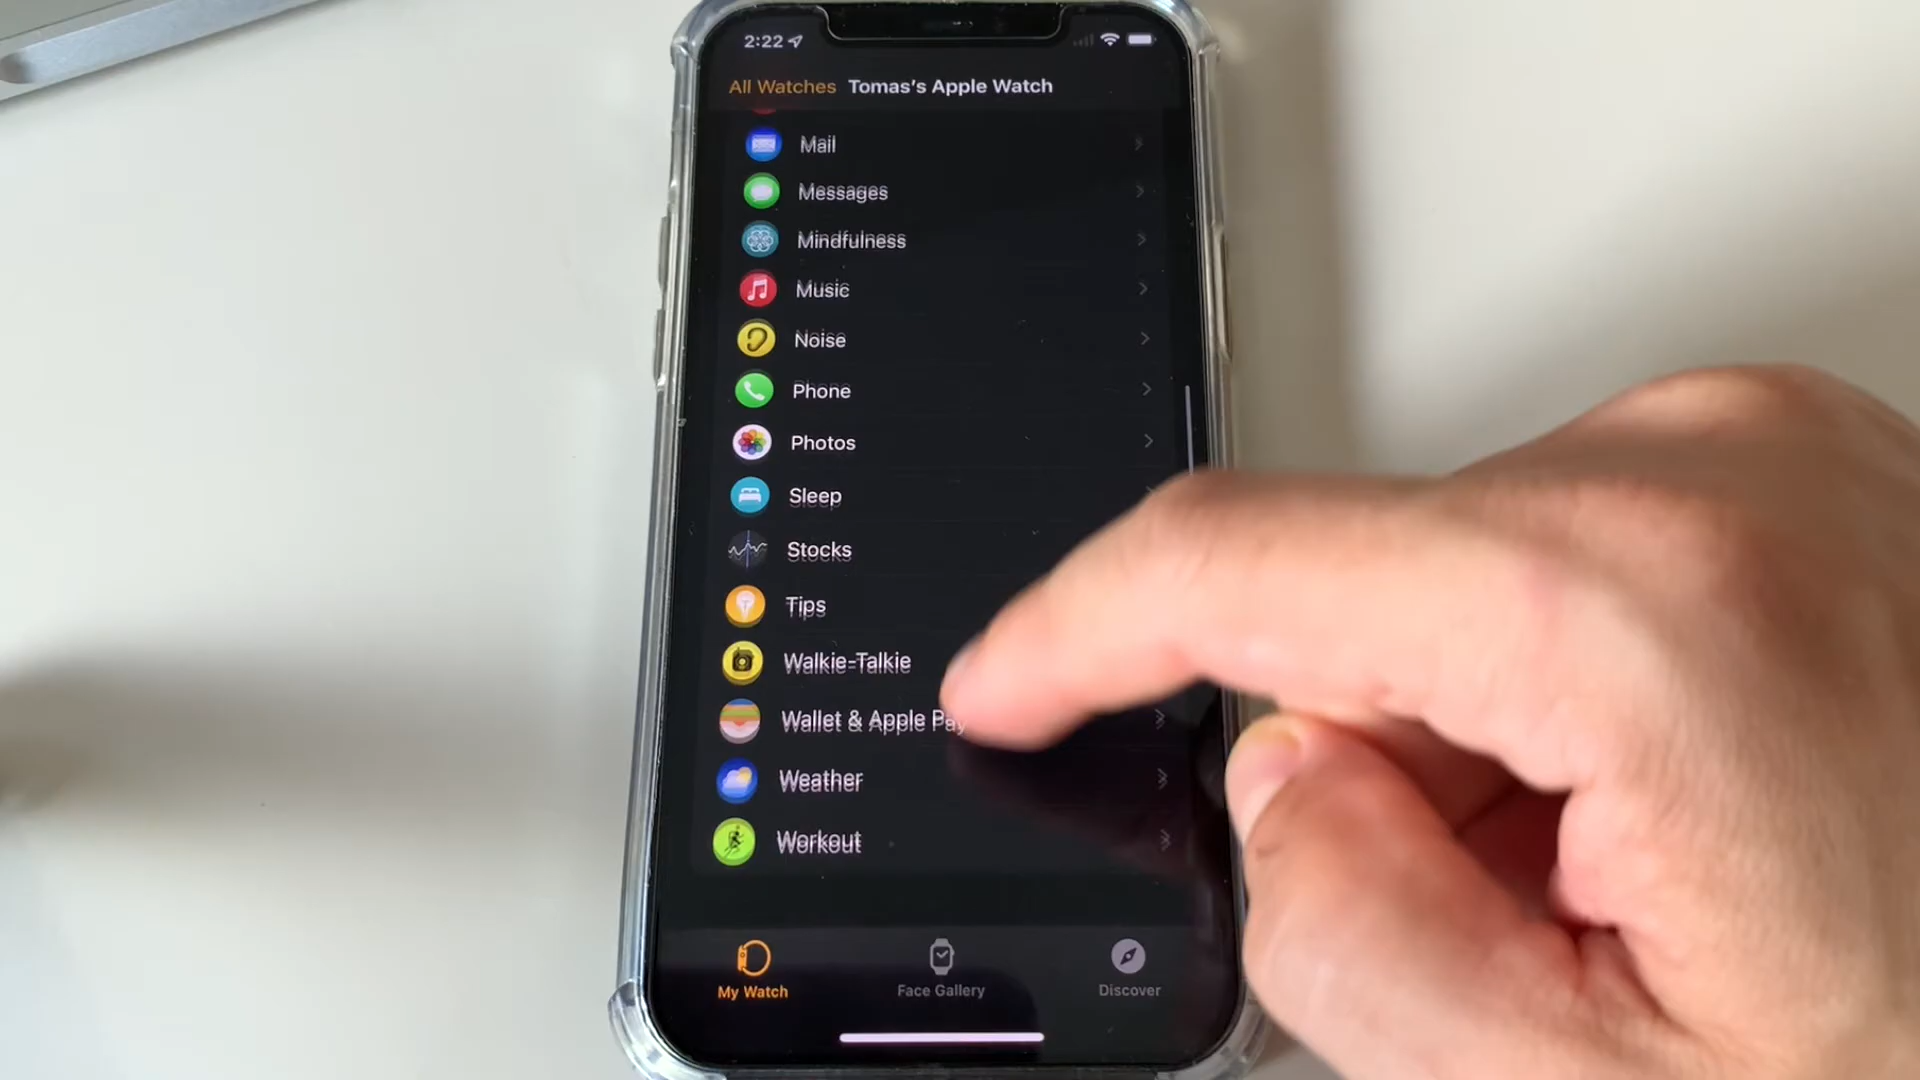 2:22
All Watches Tomas's Apple Watch
Mail
Messages
Mindfulness
Music
Noise
Phone
Photos
Sleep
Stocks
Tips
Walkie-Talkie
Wallet & Apple Pay
Weather
Workout
My Watch Face Gallery Discover